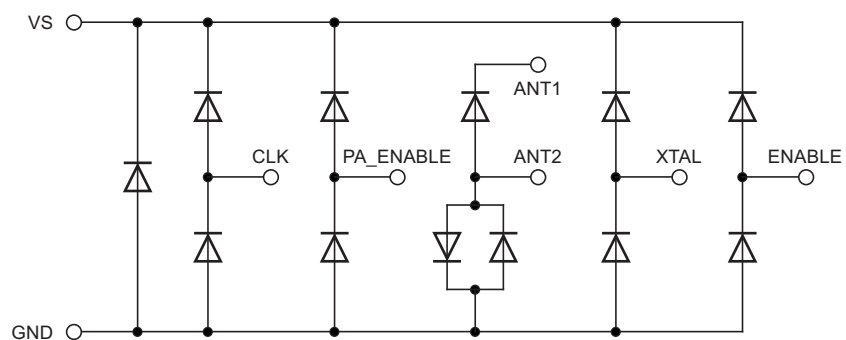 VS
ANT1
CLK
PA_ENABLE
ANT2
XTAL
ENABLE
GND